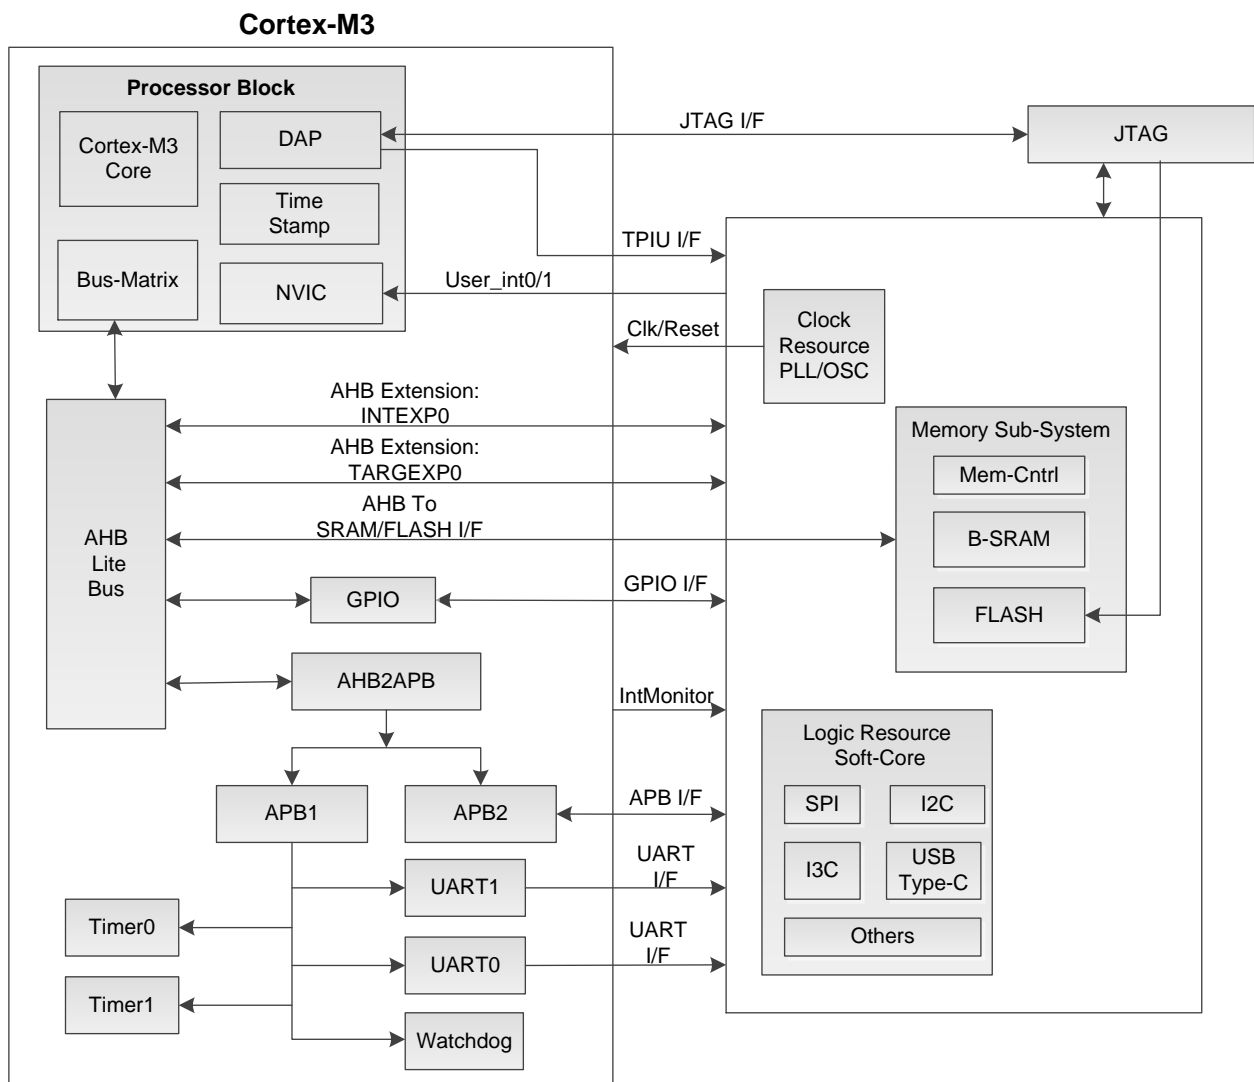 Cortex-M3
Processor Block
Cortex-M3
Core
DAP
Time
Stamp
Bus-Matrix
NVIC
JTAG I/F
JTAG
TPIU I/F
User_int0/1
Clk/Reset
Clock
Resource
PLL/OSC
AHB Extension:
INTEXP0
AHB Extension:
TARGEXP0
AHB To
SRAM/FLASH I/F
AHB
Lite
Bus
Memory Sub-System
Mem-Cntrl
B-SRAM
FLASH
GPIO
GPIO I/F
AHB2APB
IntMonitor
Logic Resource
Soft-Core
SPI
I2C
I3C
USB
Type-C
Others
APB1
APB2
APB I/F
UART1
UART
I/F
Timer0
UART0
UART
I/F
Timer1
Watchdog